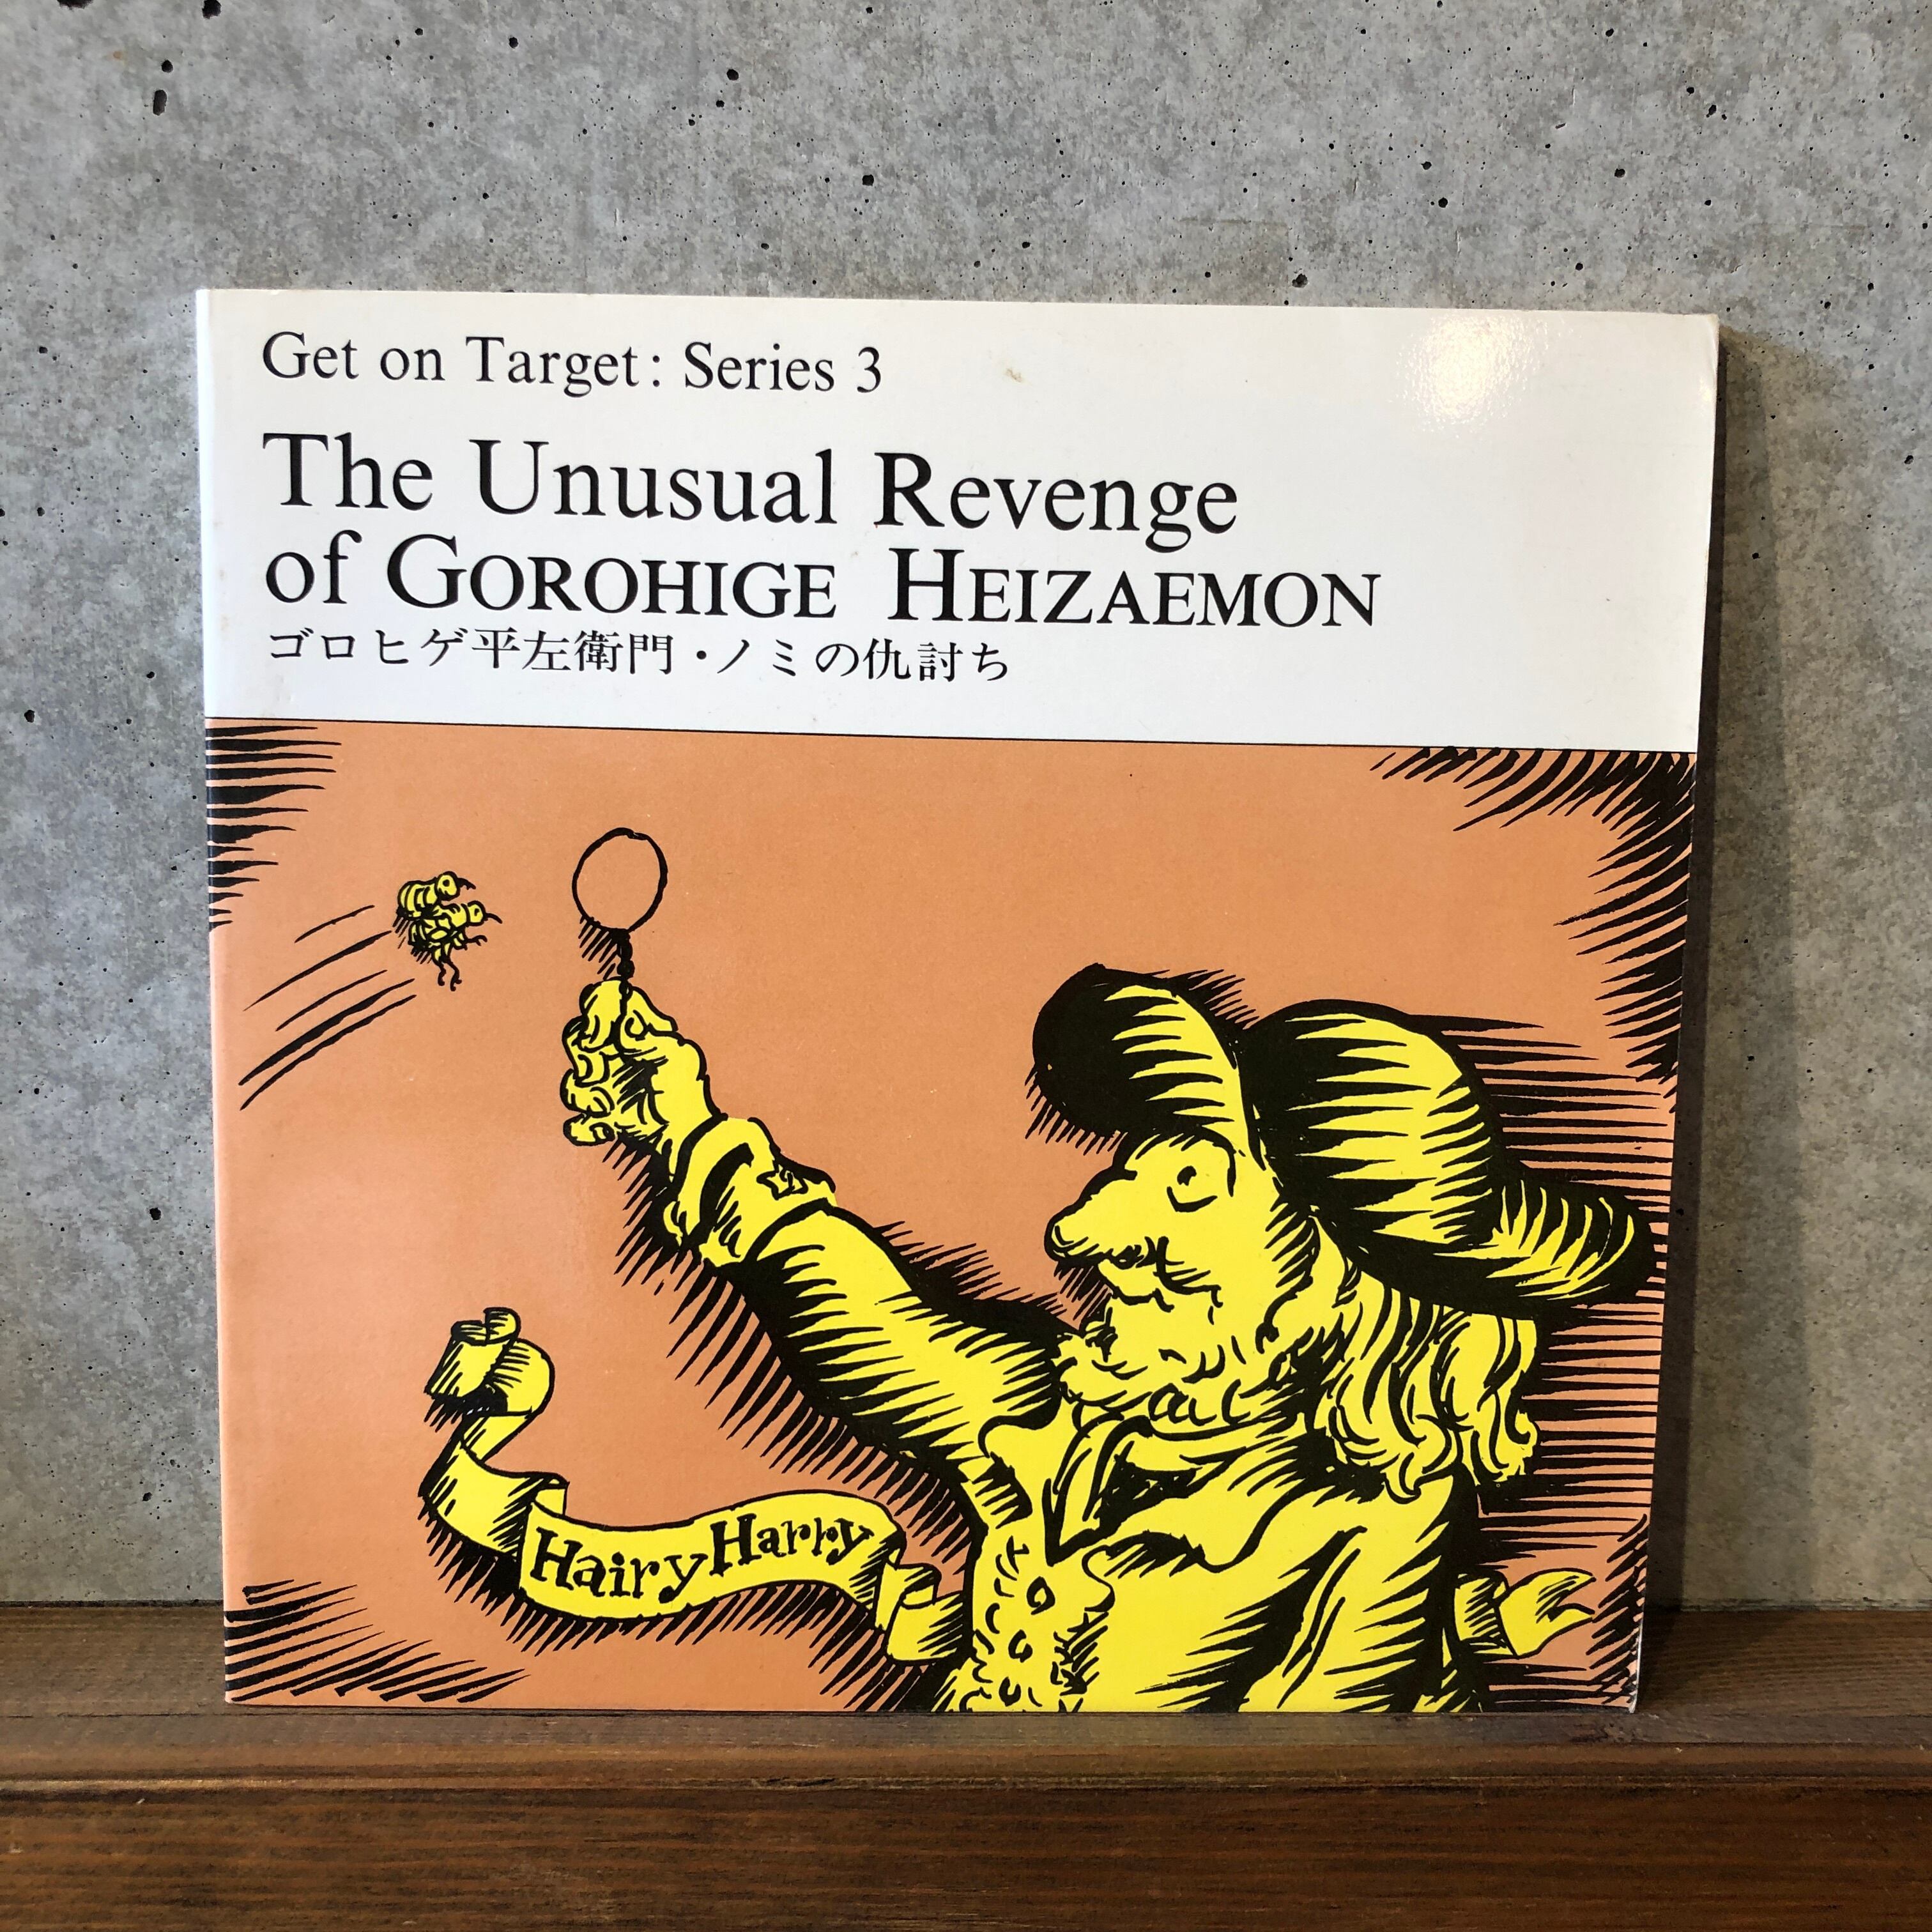 Get on Target: Series 3
The Unusual Revenge
of GOROHIGE HEIZAEMON
ゴロヒゲ平左衛門・ノミの仇討ち
Hairy Harry